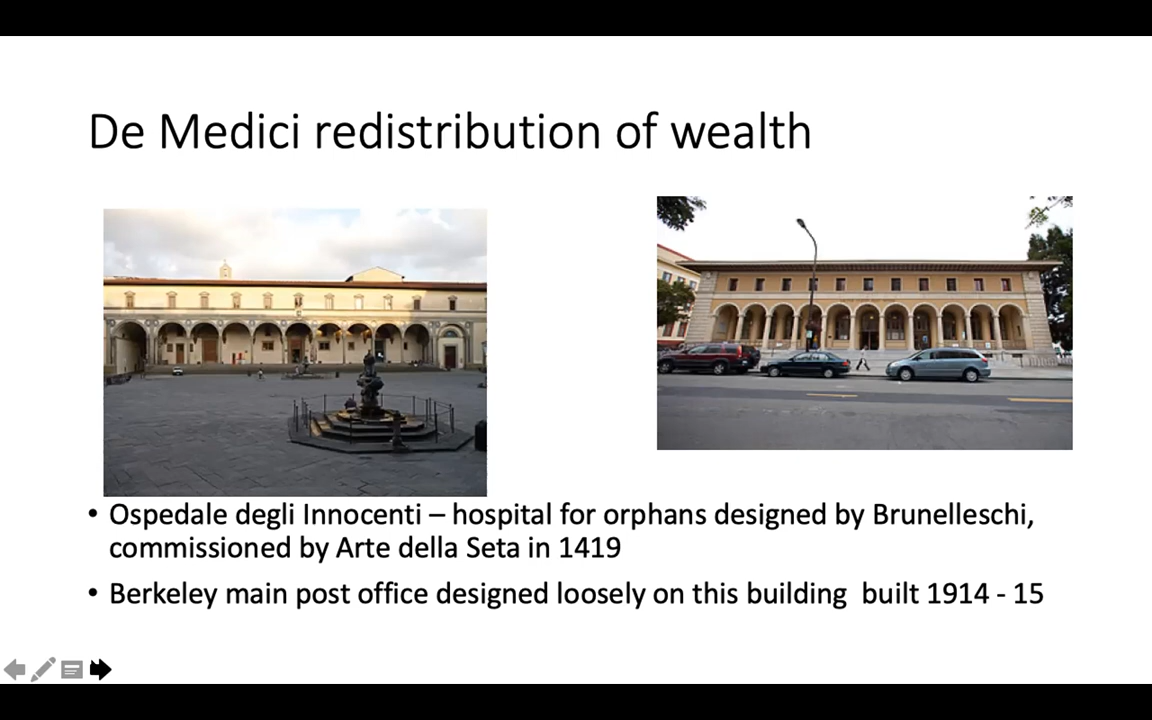 De Medici redistribution of wealth
• Ospedale degli Innocenti – hospital for orphans designed by Brunelleschi,
commissioned by Arte della Seta in 1419
• Berkeley main post office designed loosely on this building  built 1914 - 15